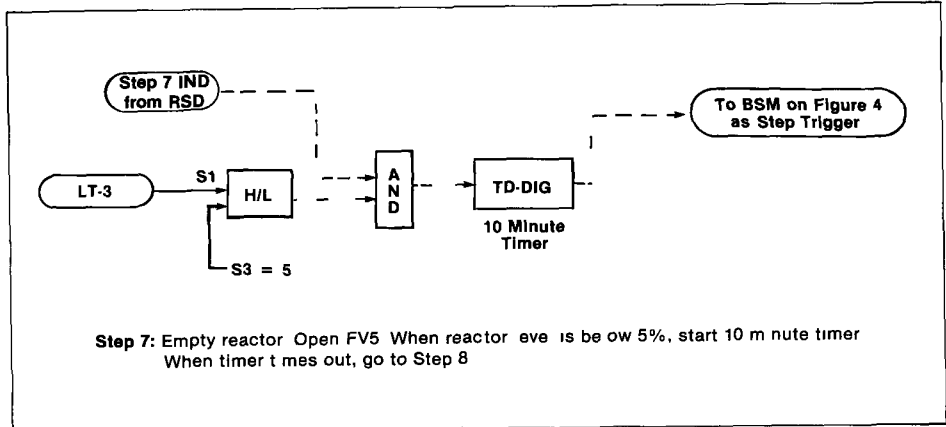 Step 7 IND
from RSD
To BSM on Figure 4
as Step Trigger
LT-3
S1
H/L
A
N
D
TD-DIG
10 Minute
Timer
S3 = 5
Step 7: Empty reactor Open FV5 When reactor eve is be ow 5%, start 10 m nute timer
When timer t mes out, go to Step 8